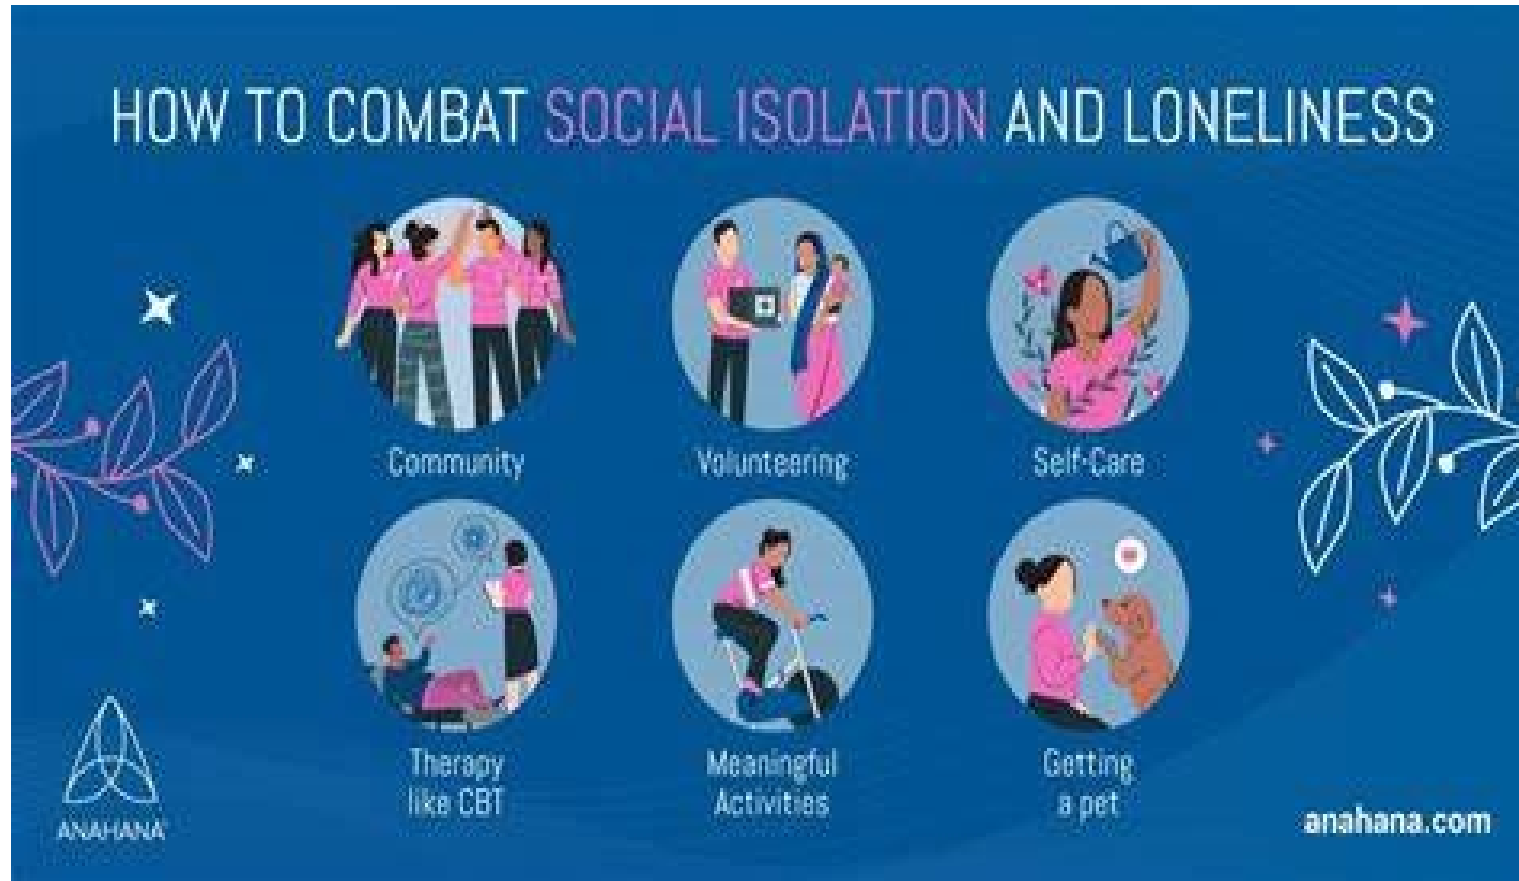 HOW TO COMBAT SOCIAL ISOLATION AND LONELINESS
Community
Volunteering
Self-Care
Therapy
like CBT
Meaningful
Activities
Getting
a pet
ANAHANA
anahana.com